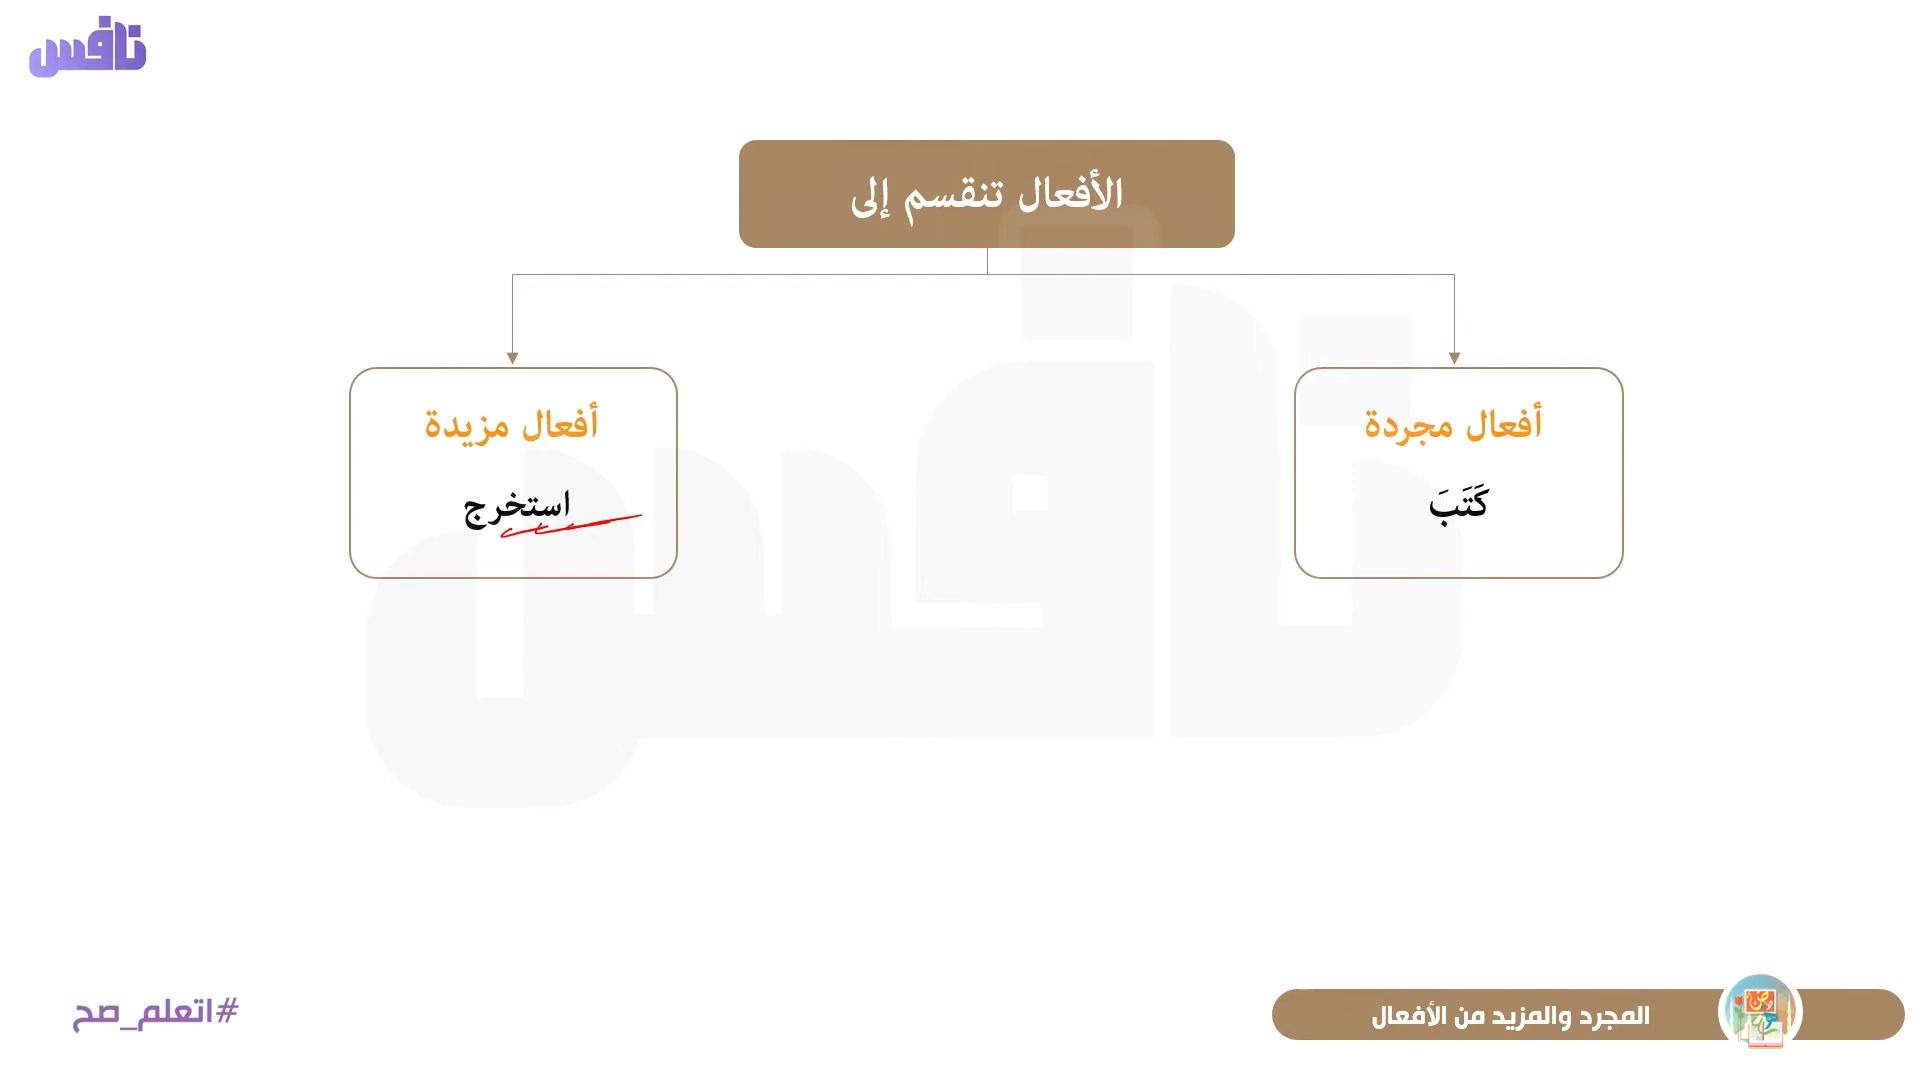 نافس
الأفعال تنقسم إلى
أفعال مجردة
كَتَبَ
أفعال مزيدة
استخرج
المجرد والمزيد من الأفعال
#اتعلم_صح